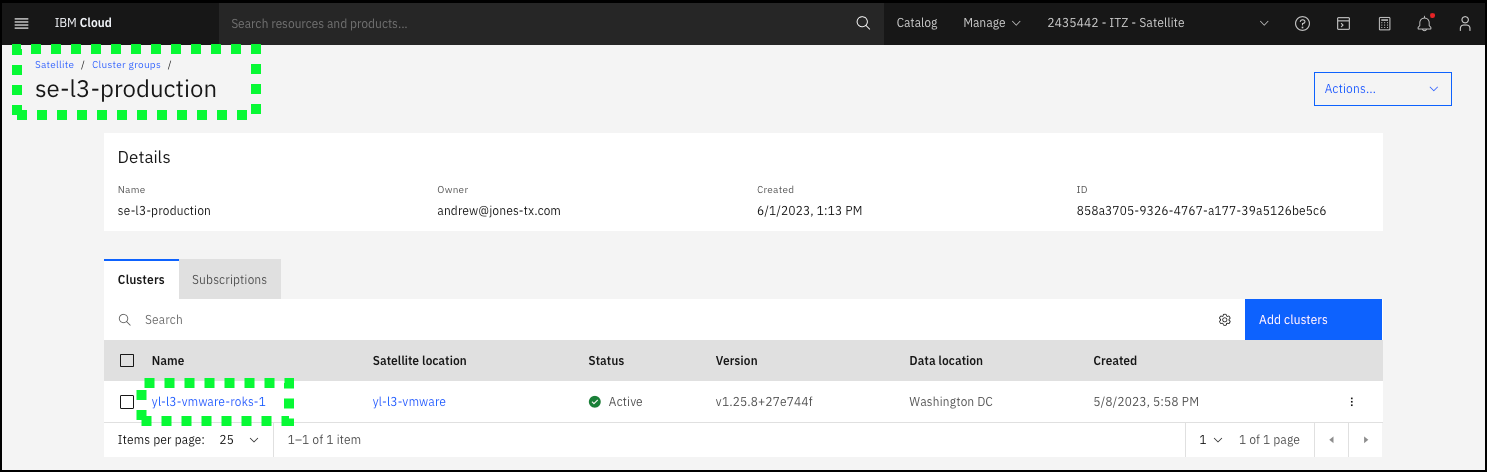 IBM Cloud Search resources and products... Catalog Manage 2435442 - ITZ - Satellite
Satellite / Cluster groups /
se-l3-production
Actions...
Details
Name Owner Created ID
se-l3-production andrew@jones-tx.com 6/1/2023, 1:13 PM 858a3705-9326-4767-a177-39a5126be5c6
Clusters Subscriptions
Search Add clusters
Name Satellite location Status Version Data location Created
yl-l3-vmware-roks-1 yl-l3-vmware Active v1.25.8+27e744f Washington DC 5/8/2023, 5:58 PM
Items per page: 25 1–1 of 1 item 1 1 of 1 page